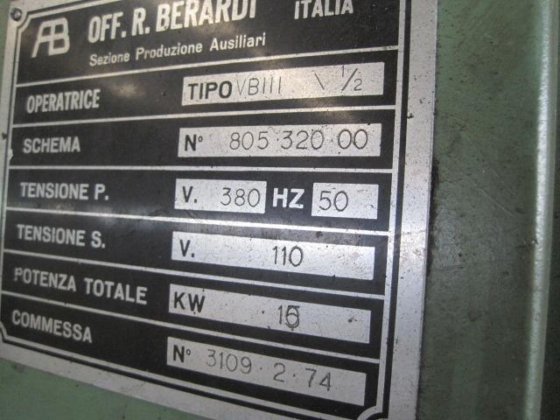 RB OFF. R. BERARDI ITALIA
Sezione Produzione Ausiliari
OPERATRICE TIPO VBIII \ 1/2
SCHEMA N° 805 320 00
TENSIONE P. V. 380 HZ 50
TENSIONE S. V. 110
POTENZA TOTALE KW 16
COMMESSA N° 3109 · 2 · 74